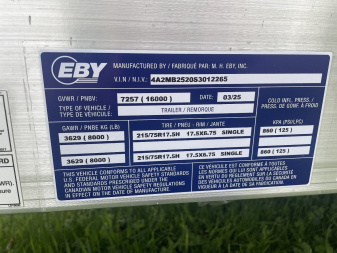 EBY
MANUFACTURED BY / FABRIQUÉ PAR: M. H. EBY, INC.
V.I.N / N.I.V.: 4A2MB2520S3012265
GVWR / PNBV: 7257 (16000) DATE: 03/25
TYPE OF VEHICLE / TYPE DE VÉHICULE: TRAILER / REMORQUE
COLD INFL. PRESS. / PRESS. DE GONF. À FROID
GAWR / PNBE KG (LB) TIRE / PNEU - RIM / JANTE KPA (PSI/LPC)
3629 (8000) 215/75R17.5H 17.5X6.75 SINGLE 860 (125)
3629 (8000) 215/75R17.5H 17.5X6.75 SINGLE 860 (125)
THIS VEHICLE CONFORMS TO ALL APPLICABLE
U.S. FEDERAL MOTOR VEHICLE SAFETY STANDARDS
AND STANDARDS PRESCRIBED UNDER THE
CANADIAN MOTOR VEHICLE SAFETY REGULATIONS
IN EFFECT ON THE DATE OF MANUFACTURE.
CE VÉHICULE EST CONFORME À TOUTES
LES NORMES QUI LUI SONT APPLICABLES
EN VERTU DU RÈGLEMENT SUR LA SÉCURITÉ
DES VÉHICULES AUTOMOBILES DU CANADA
EN VIGUEUR À LA DATE DE SA FABRICATION.